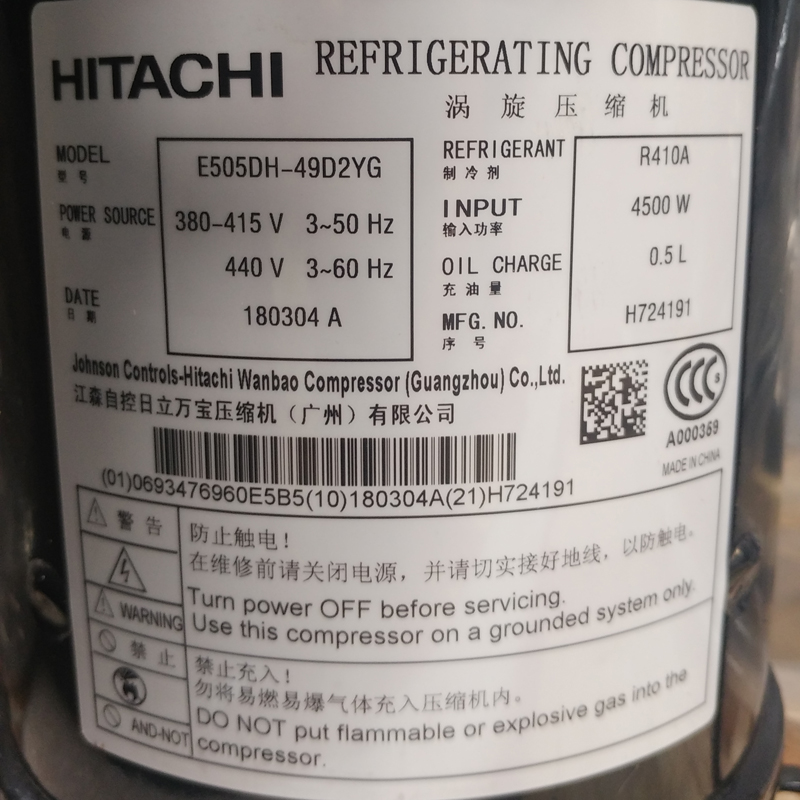 HITACHI REFRIGERATING COMPRESSOR
涡旋压缩机
MODEL E505DH-49D2YG
型号
POWER SOURCE 380-415 V 3~50 Hz
电源
440 V 3~60 Hz
DATE 180304 A
日期
REFRIGERANT R410A
制冷剂
INPUT 4500 W
输入功率
OIL CHARGE 0.5 L
充油量
MFG. NO. H724191
序号
Johnson Controls-Hitachi Wanbao Compressor (Guangzhou) Co.,Ltd.
江森自控日立万宝压缩机（广州）有限公司
CCC S
A000369
MADE IN CHINA
(01)0693476960E5B5(10)180304A(21)H724191
警告
防止触电！
在维修前请关闭电源，并请切实接好地线，以防触电。
WARNING
Turn power OFF before servicing.
Use this compressor on a grounded system only.
禁止
禁止充入！
勿将易燃易爆气体充入压缩机内。
AND-NOT
DO NOT put flammable or explosive gas into the
compressor.